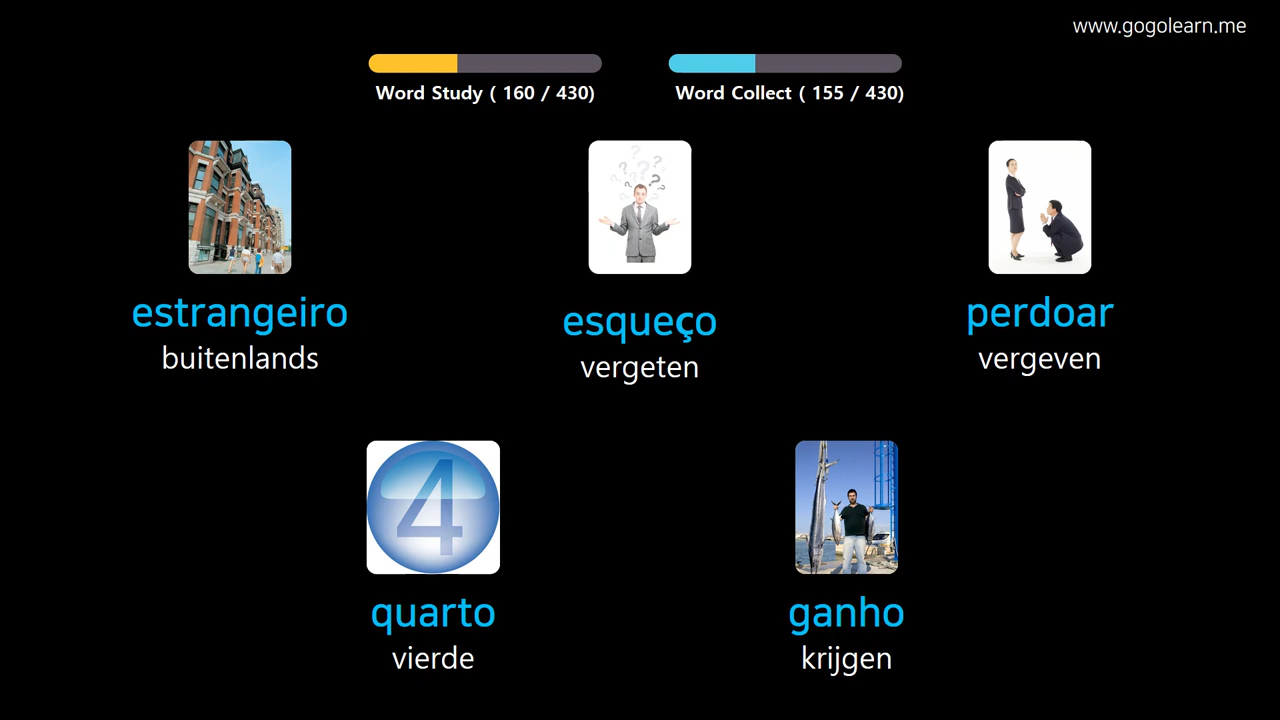 www.gogolearn.me
Word Study ( 160 / 430)
Word Collect ( 155 / 430)
estrangeiro
buitenlands
esqueço
vergeten
perdoar
vergeven
4
quarto
vierde
ganho
krijgen